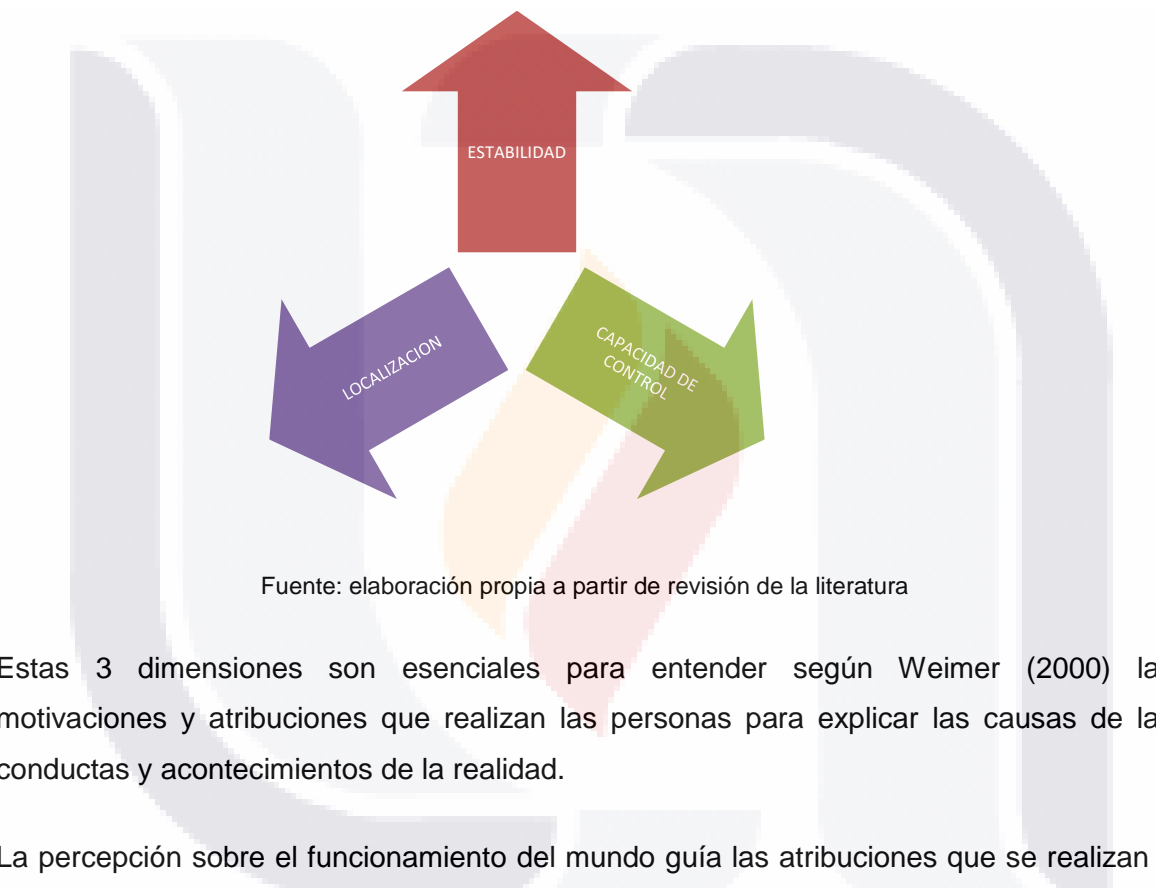 ESTABILIDAD
LOCALIZACION
CAPACIDAD DE
CONTROL
Fuente: elaboración propia a partir de revisión de la literatura
Estas 3 dimensiones son esenciales para entender según Weimer (2000) la
motivaciones y atribuciones que realizan las personas para explicar las causas de la
conductas y acontecimientos de la realidad.
La percepción sobre el funcionamiento del mundo guía las atribuciones que se realizan